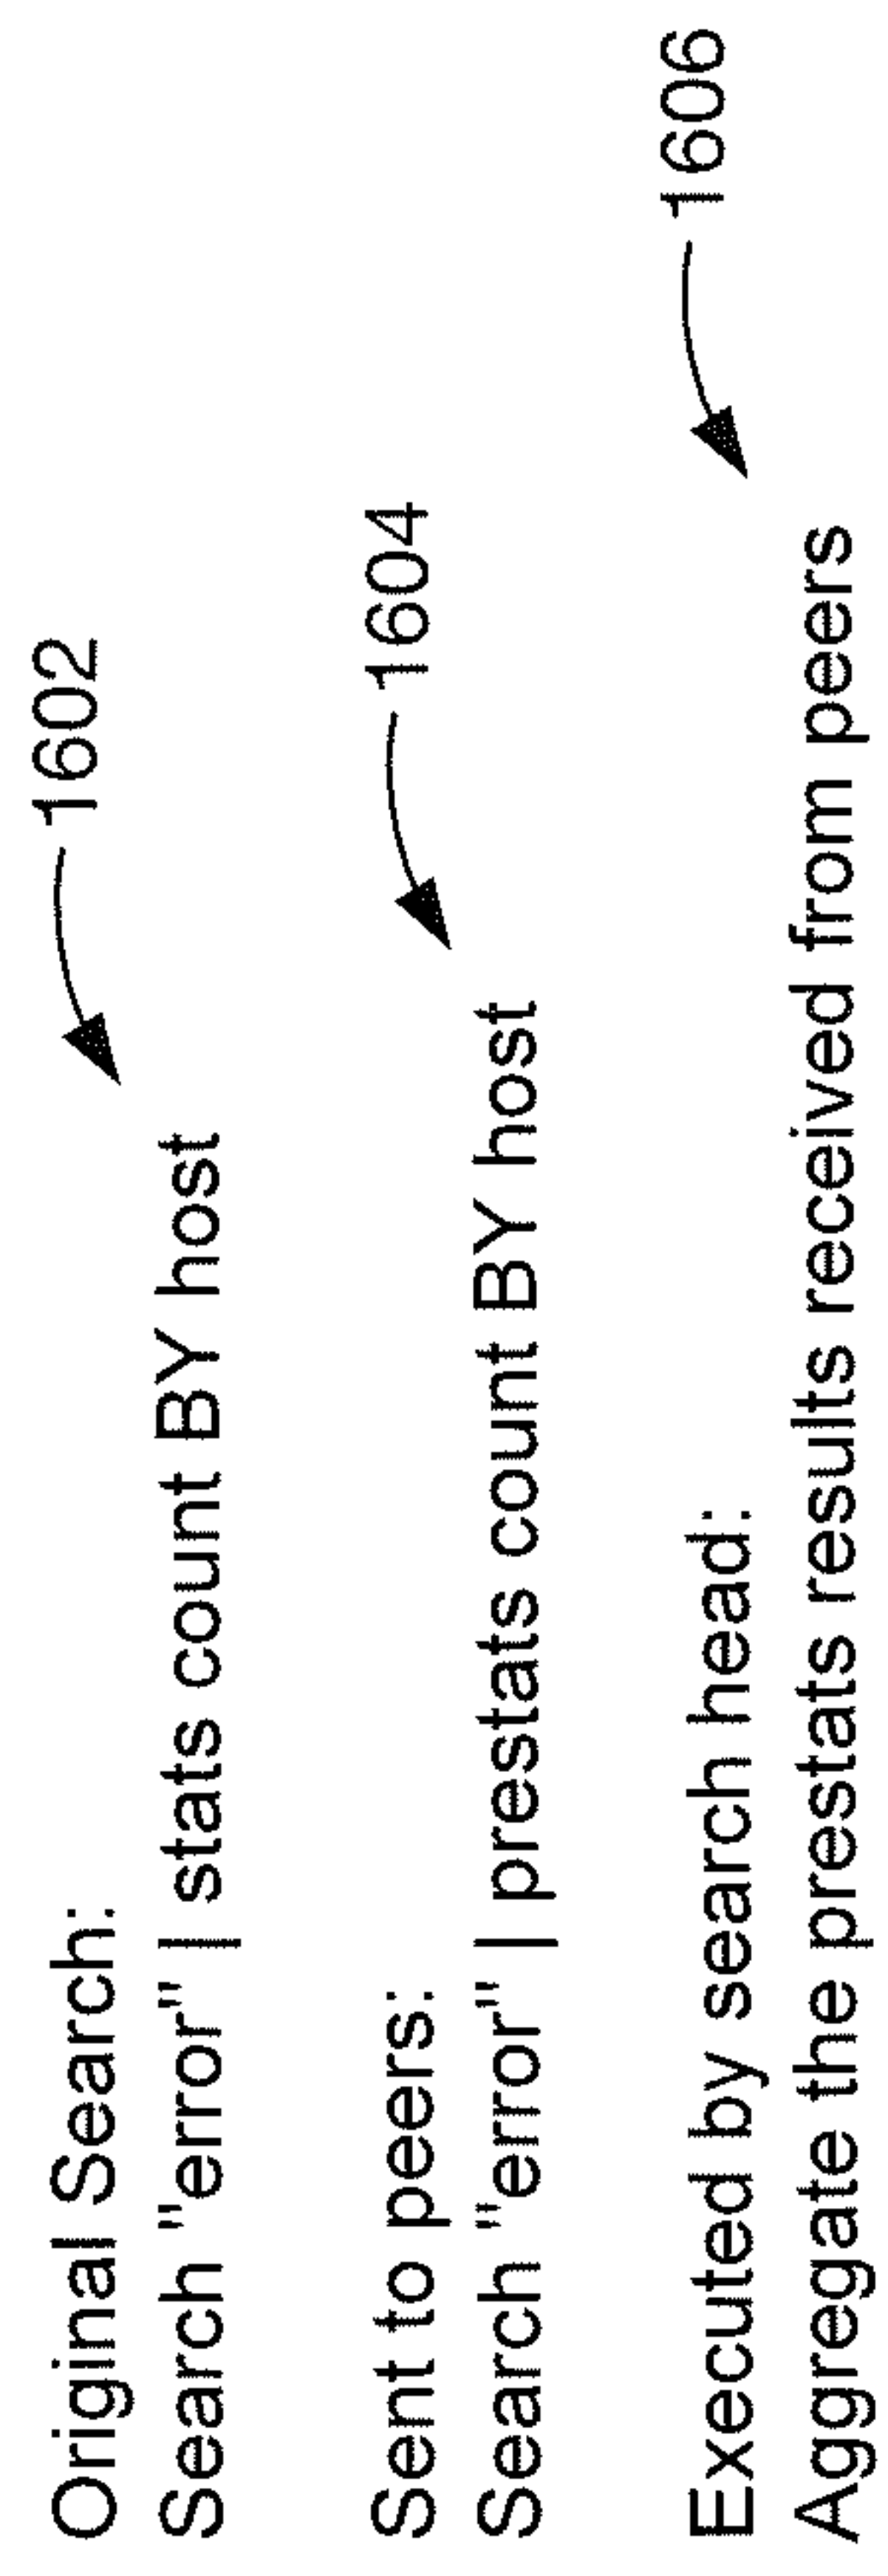 Original Search:
1602
Search "error" | stats count BY host
Sent to peers:
1604
Search "error" | prestats count BY host
Executed by search head:
1606
Aggregate the prestats results received from peers